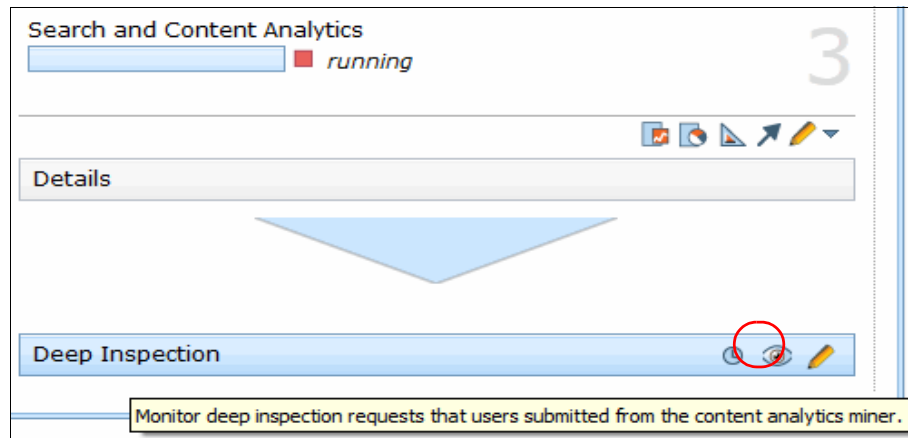 Search and Content Analytics
running
3
Details
Deep Inspection
Monitor deep inspection requests that users submitted from the content analytics miner.